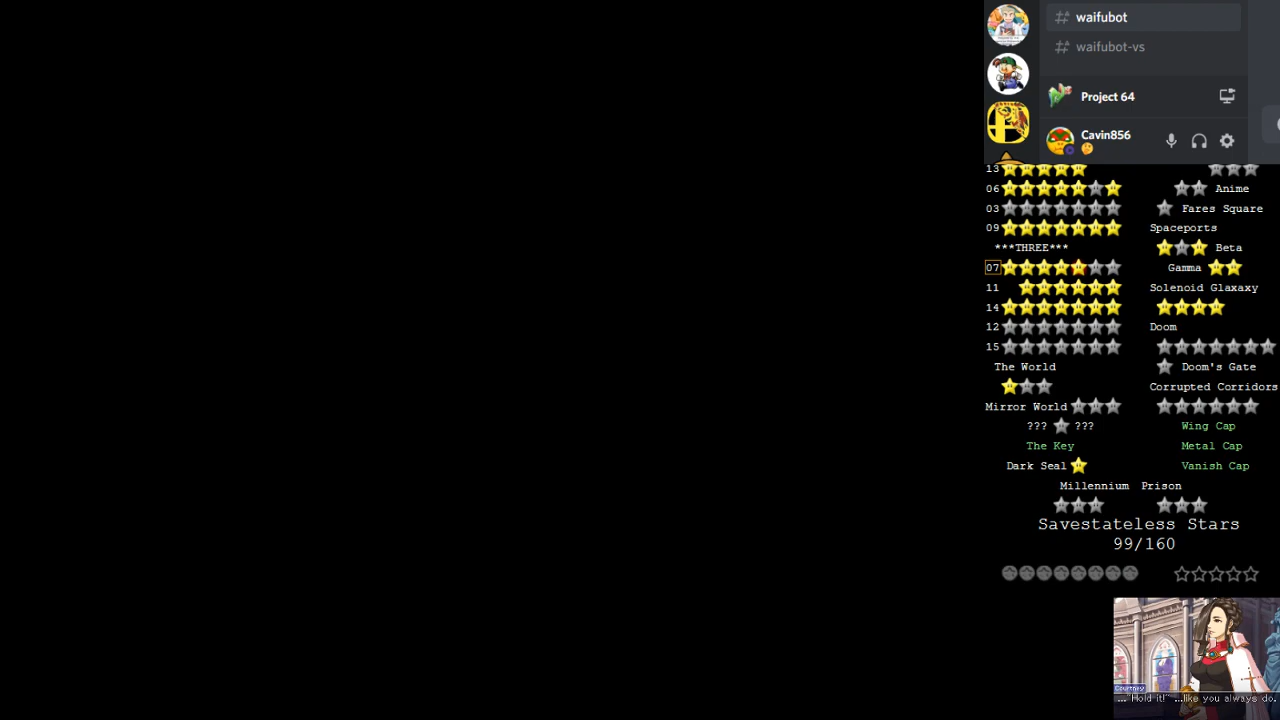 waifubot
waifubot-vs
Project 64
Cavin856
13
06 Anime
03 Fares Square
09 Spaceports
***THREE*** Beta
07 Gamma
11 Solenoid Glaxaxy
14
12 Doom
15
The World Doom's Gate
Corrupted Corridors
Mirror World
??? ??? Wing Cap
The Key Metal Cap
Dark Seal Vanish Cap
Millennium Prison
Savestateless Stars
99/160
Courtney
..."Hold it!" ...like you always do.